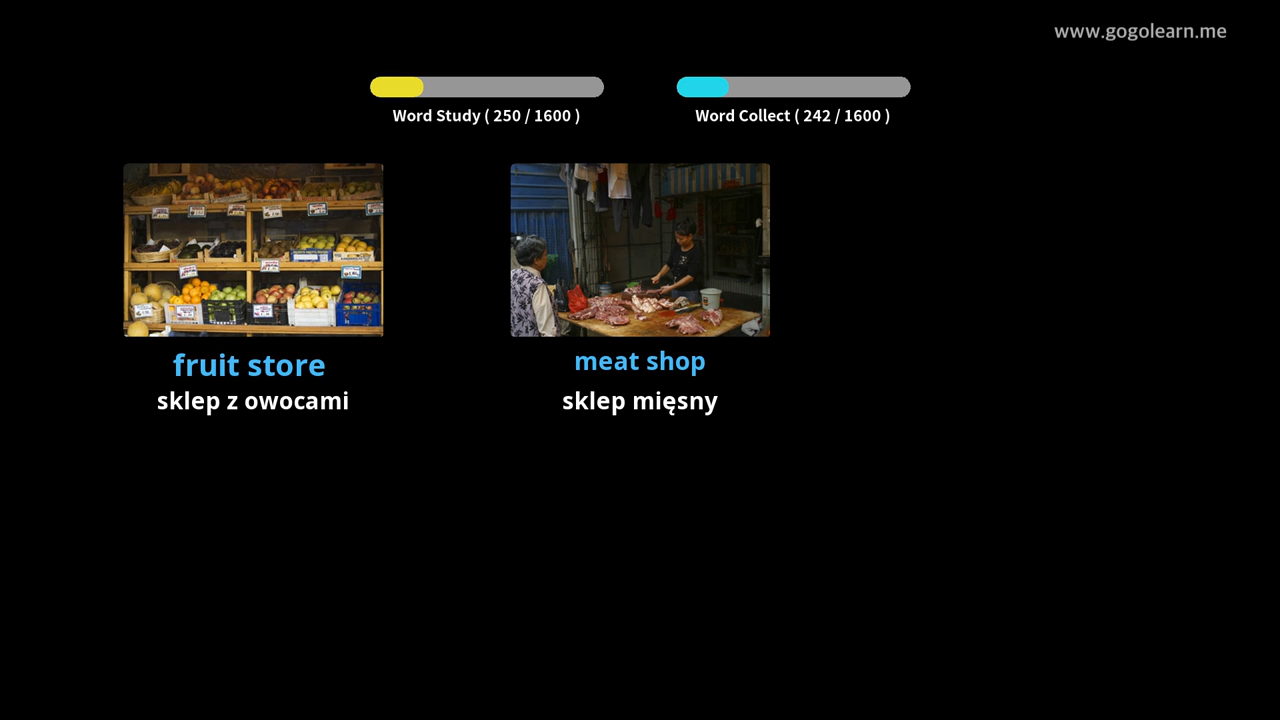 www.gogolearn.me
Word Study ( 250 / 1600 )
Word Collect ( 242 / 1600 )
fruit store
sklep z owocami
meat shop
sklep mięsny